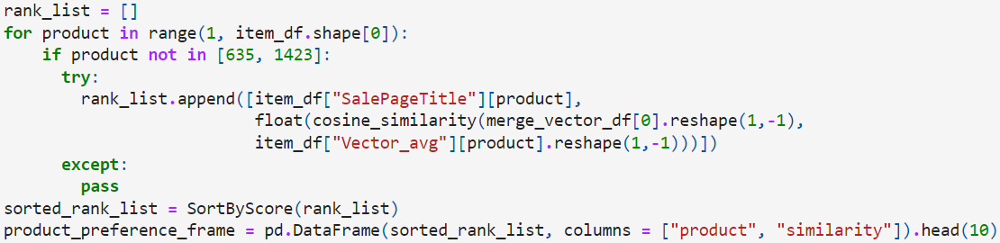 rank_list = []
for product in range(1, item_df.shape[0]):
    if product not in [635, 1423]:
      try:
        rank_list.append([item_df["SalePageTitle"][product],
                          float(cosine_similarity(merge_vector_df[0].reshape(1,-1),
                          item_df["Vector_avg"][product].reshape(1,-1)))])
      except:
        pass
sorted_rank_list = SortByScore(rank_list)
product_preference_frame = pd.DataFrame(sorted_rank_list, columns = ["product", "similarity"]).head(10)